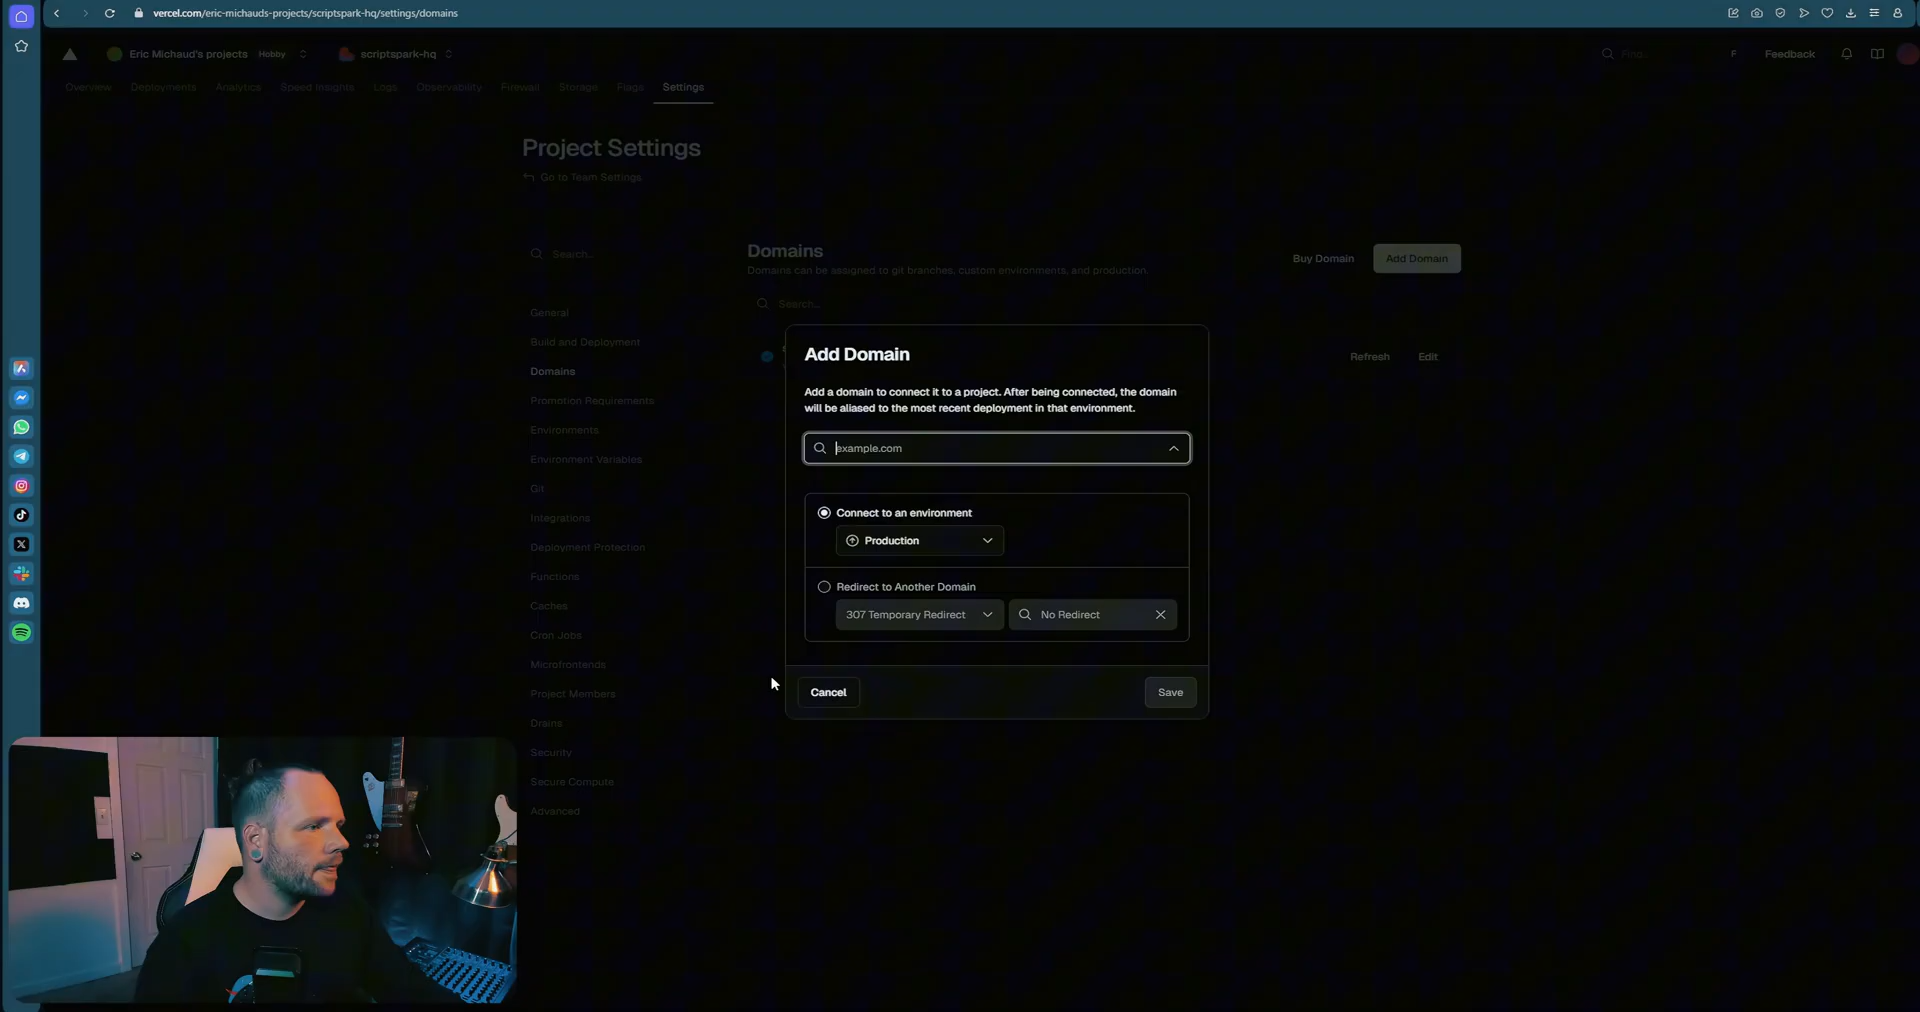 vercel.com/eric-michauds-projects/scriptspark-hq/settings/domains
Eric Michaud's projects Hobby scriptspark-hq
Find... F Feedback
Overview Deployments Analytics Speed Insights Logs Observability Firewall Storage Flags Settings
Project Settings
Go to Team Settings
Search...
General
Build and Deployment
Domains
Promotion Requirements
Environments
Environment Variables
Git
Integrations
Deployment Protection
Functions
Caches
Cron Jobs
Microfrontends
Project Members
Drains
Security
Secure Compute
Advanced
Domains
Domains can be assigned to git branches, custom environments, and production.
Buy Domain Add Domain
Search...
Refresh Edit
Add Domain
Add a domain to connect it to a project. After being connected, the domain
will be aliased to the most recent deployment in that environment.
example.com
Connect to an environment
Production
Redirect to Another Domain
307 Temporary Redirect No Redirect
Cancel Save